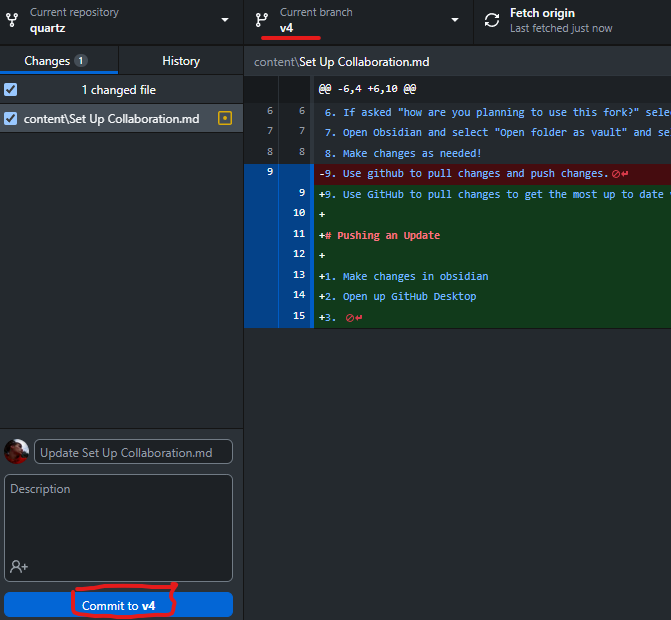 Current repository
quartz
Current branch
v4
Fetch origin
Last fetched just now
Changes 1
History
1 changed file
content\Set Up Collaboration.md
content\Set Up Collaboration.md
@@ -6,4 +6,10 @@
6 6 6. If asked "how are you planning to use this fork?"
7 7 7. Open Obsidian and select "Open folder as vault" and
8 8 8. Make changes as needed!
9 -9. Use github to pull changes and push changes.
9 +9. Use GitHub to pull changes to get the most up to date
10 +
11 +# Pushing an Update
12 +
13 +1. Make changes in obsidian
14 +2. Open up GitHub Desktop
15 +3.
Update Set Up Collaboration.md
Description
Commit to v4